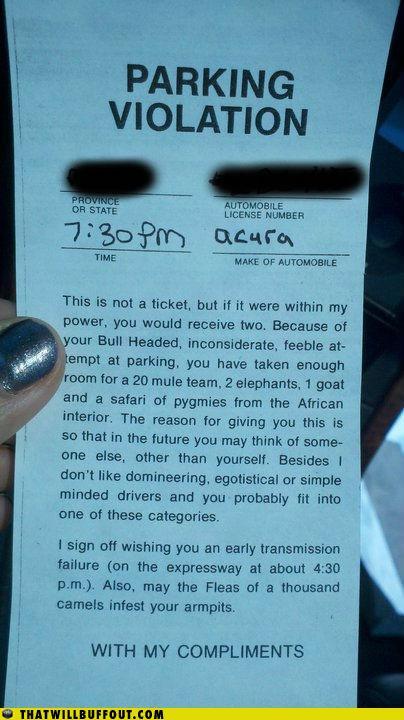 PARKING
VIOLATION
PROVINCE
OR STATE
AUTOMOBILE
LICENSE NUMBER
7:30 pm
acura
TIME
MAKE OF AUTOMOBILE
This is not a ticket, but if it were within my
power, you would receive two. Because of
your Bull Headed, inconsiderate, feeble at-
tempt at parking, you have taken enough
room for a 20 mule team, 2 elephants, 1 goat
and a safari of pygmies from the African
interior. The reason for giving you this is
so that in the future you may think of some-
one else, other than yourself. Besides I
don't like domineering, egotistical or simple
minded drivers and you probably fit into
one of these categories.
I sign off wishing you an early transmission
failure (on the expressway at about 4:30
p.m.). Also, may the Fleas of a thousand
camels infest your armpits.
WITH MY COMPLIMENTS
THATWILLBUFFOUT.COM